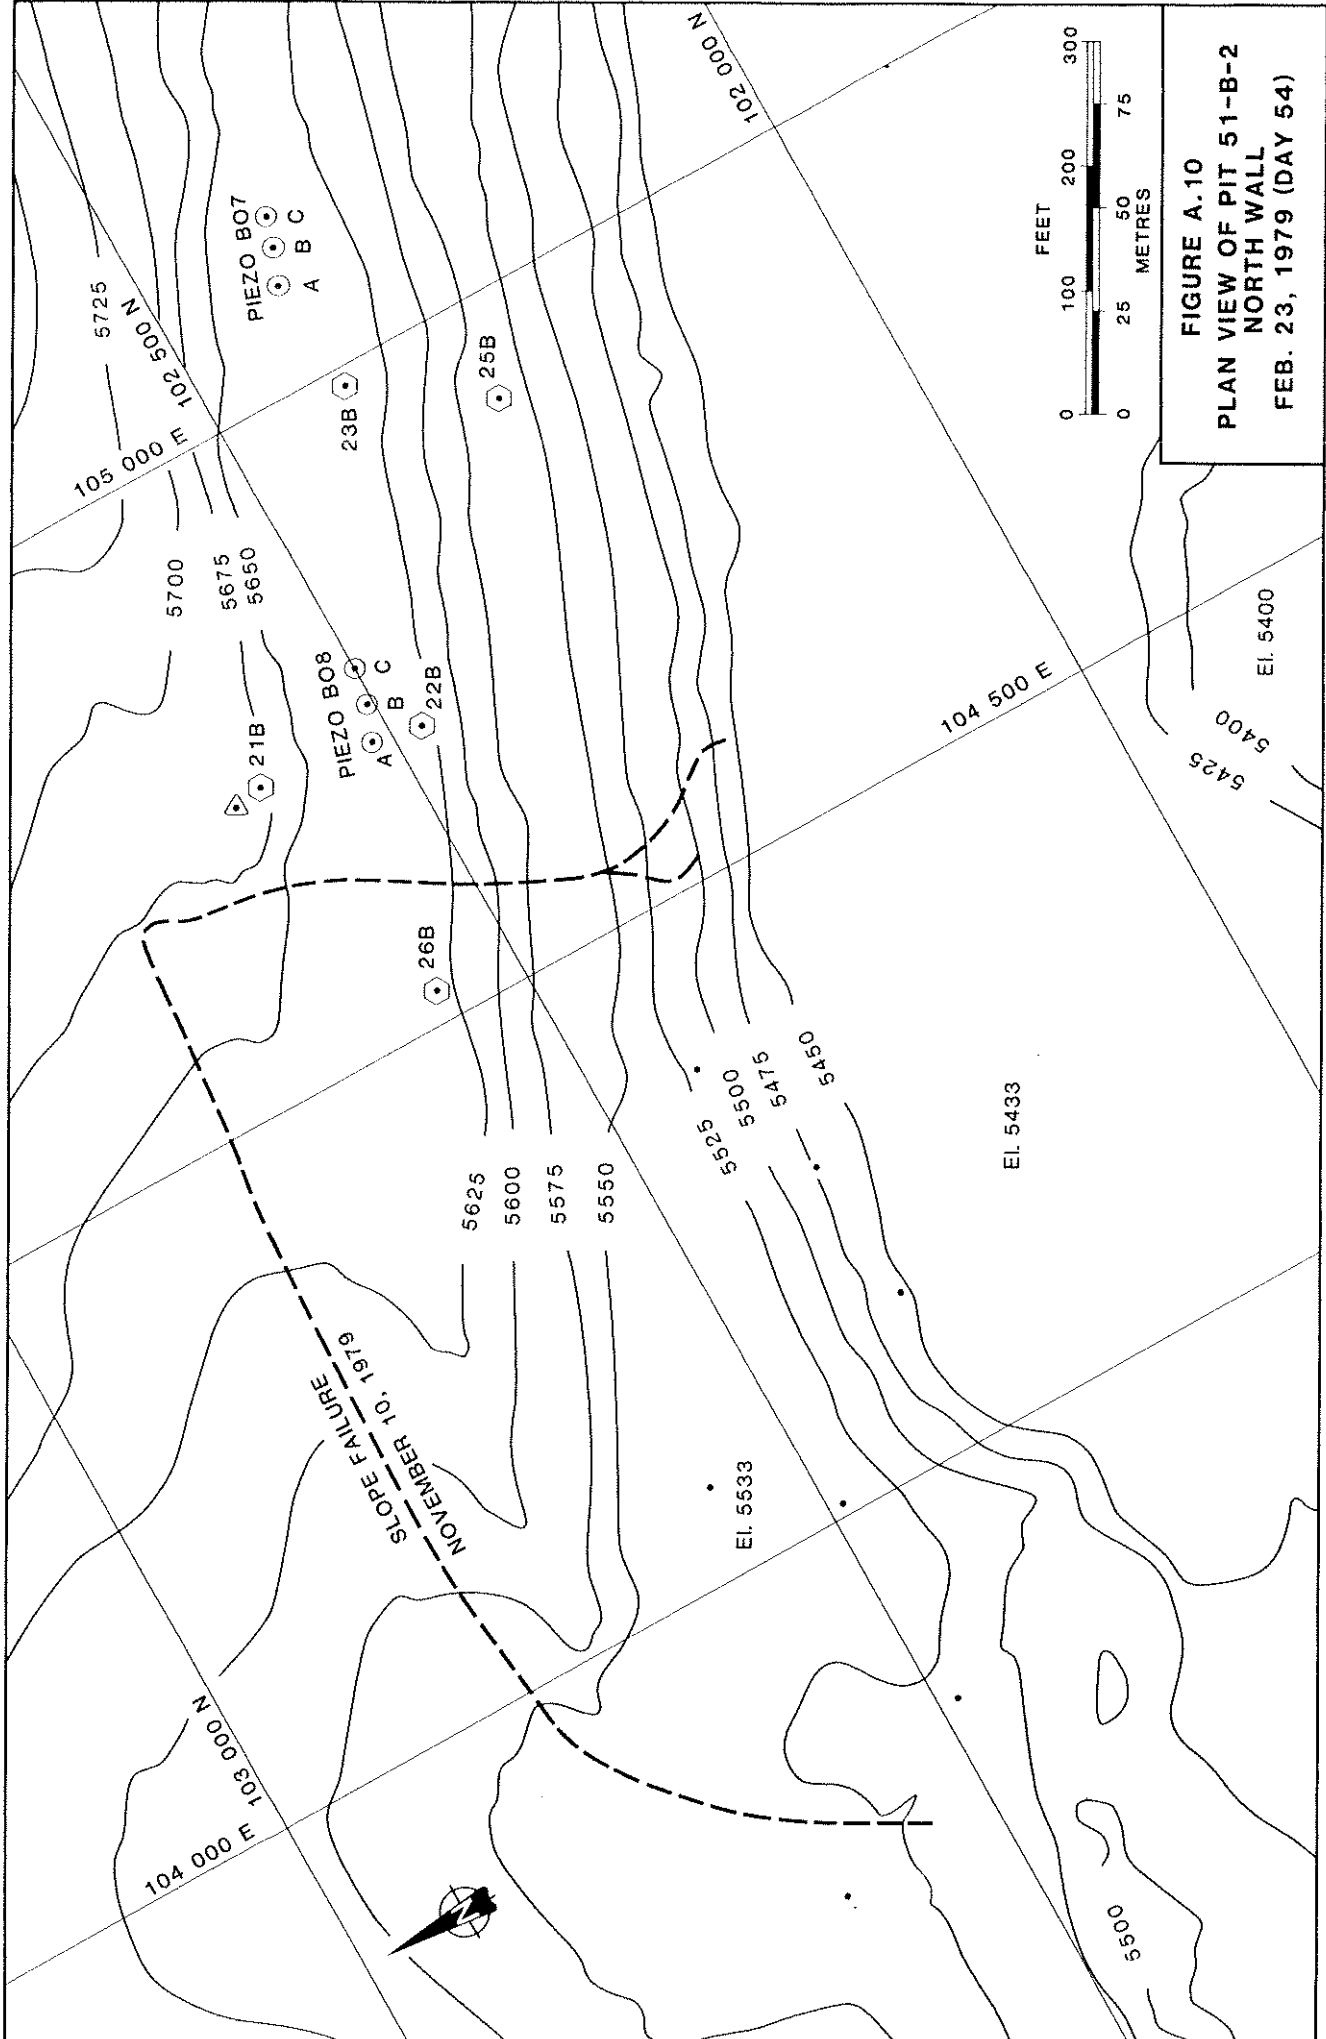 102 000 N
5725
102 500 N
105 000 E
PIEZO BO7
A
B
C
23B
25B
5700
5675
5650
PIEZO BO8
A
B
C
21B
22B
26B
104 500 E
El. 5400
5400
5425
5625
5600
5575
5550
5525
5500
5475
5450
El. 5433
SLOPE FAILURE
NOVEMBER 10, 1979
El. 5533
103 000 N
104 000 E
N
5500
FEET
0 100 200 300
0 25 50 75
METRES
FIGURE A.10
PLAN VIEW OF PIT 51-B-2
NORTH WALL
FEB. 23, 1979 (DAY 54)